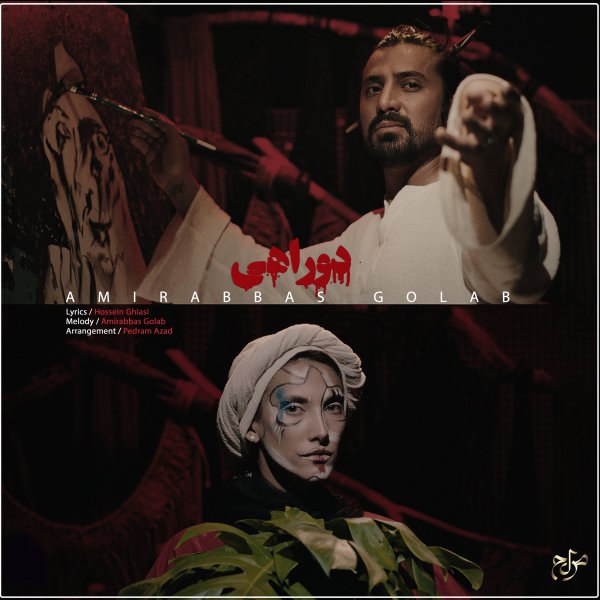 دوراهی
AMIRABBAS GOLAB
Lyrics / Hossein Ghiasi
Melody / Amirabbas Golab
Arrangement / Pedram Azad